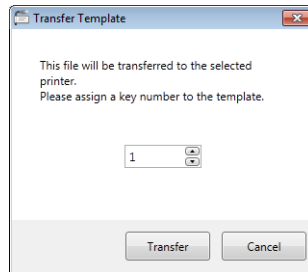 Transfer Template
This file will be transferred to the selected
printer.
Please assign a key number to the template.
1
Transfer
Cancel